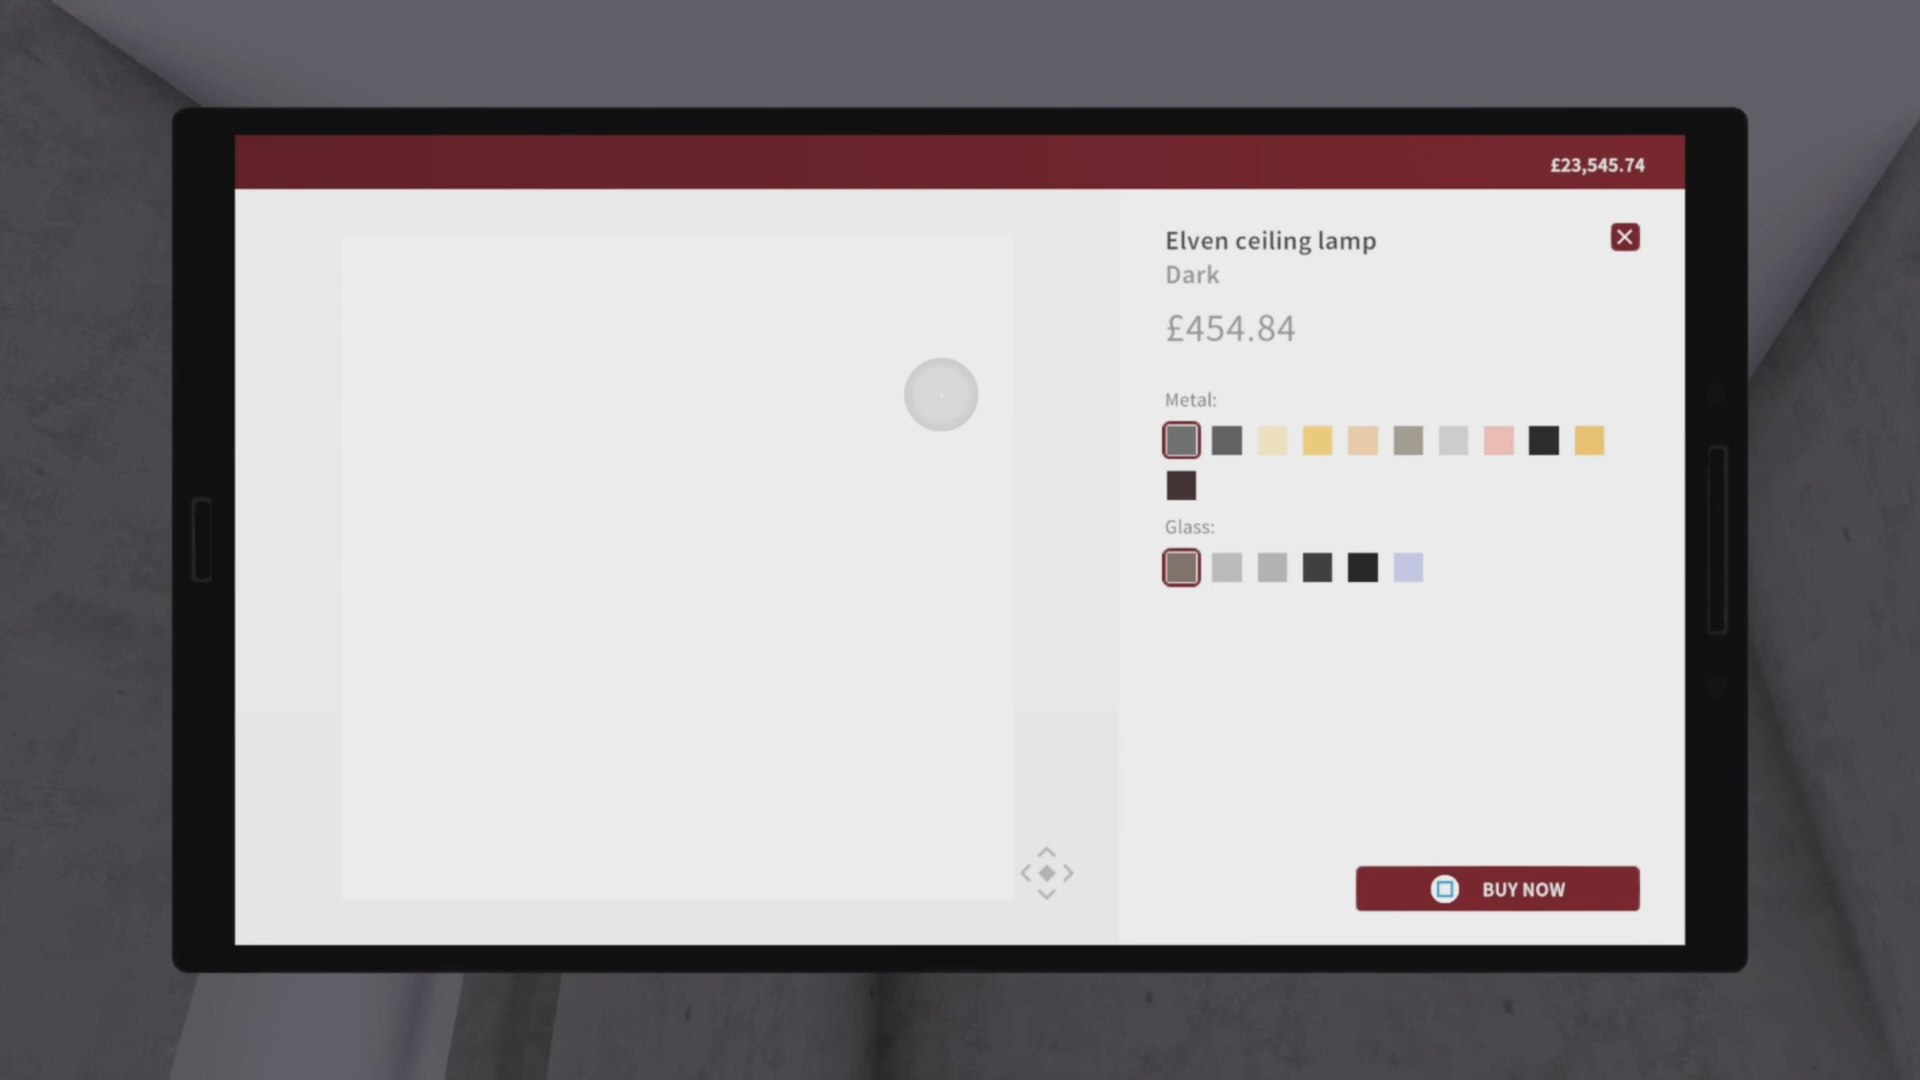 £23,545.74
Elven ceiling lamp
Dark
£454.84
Metal:
Glass:
BUY NOW